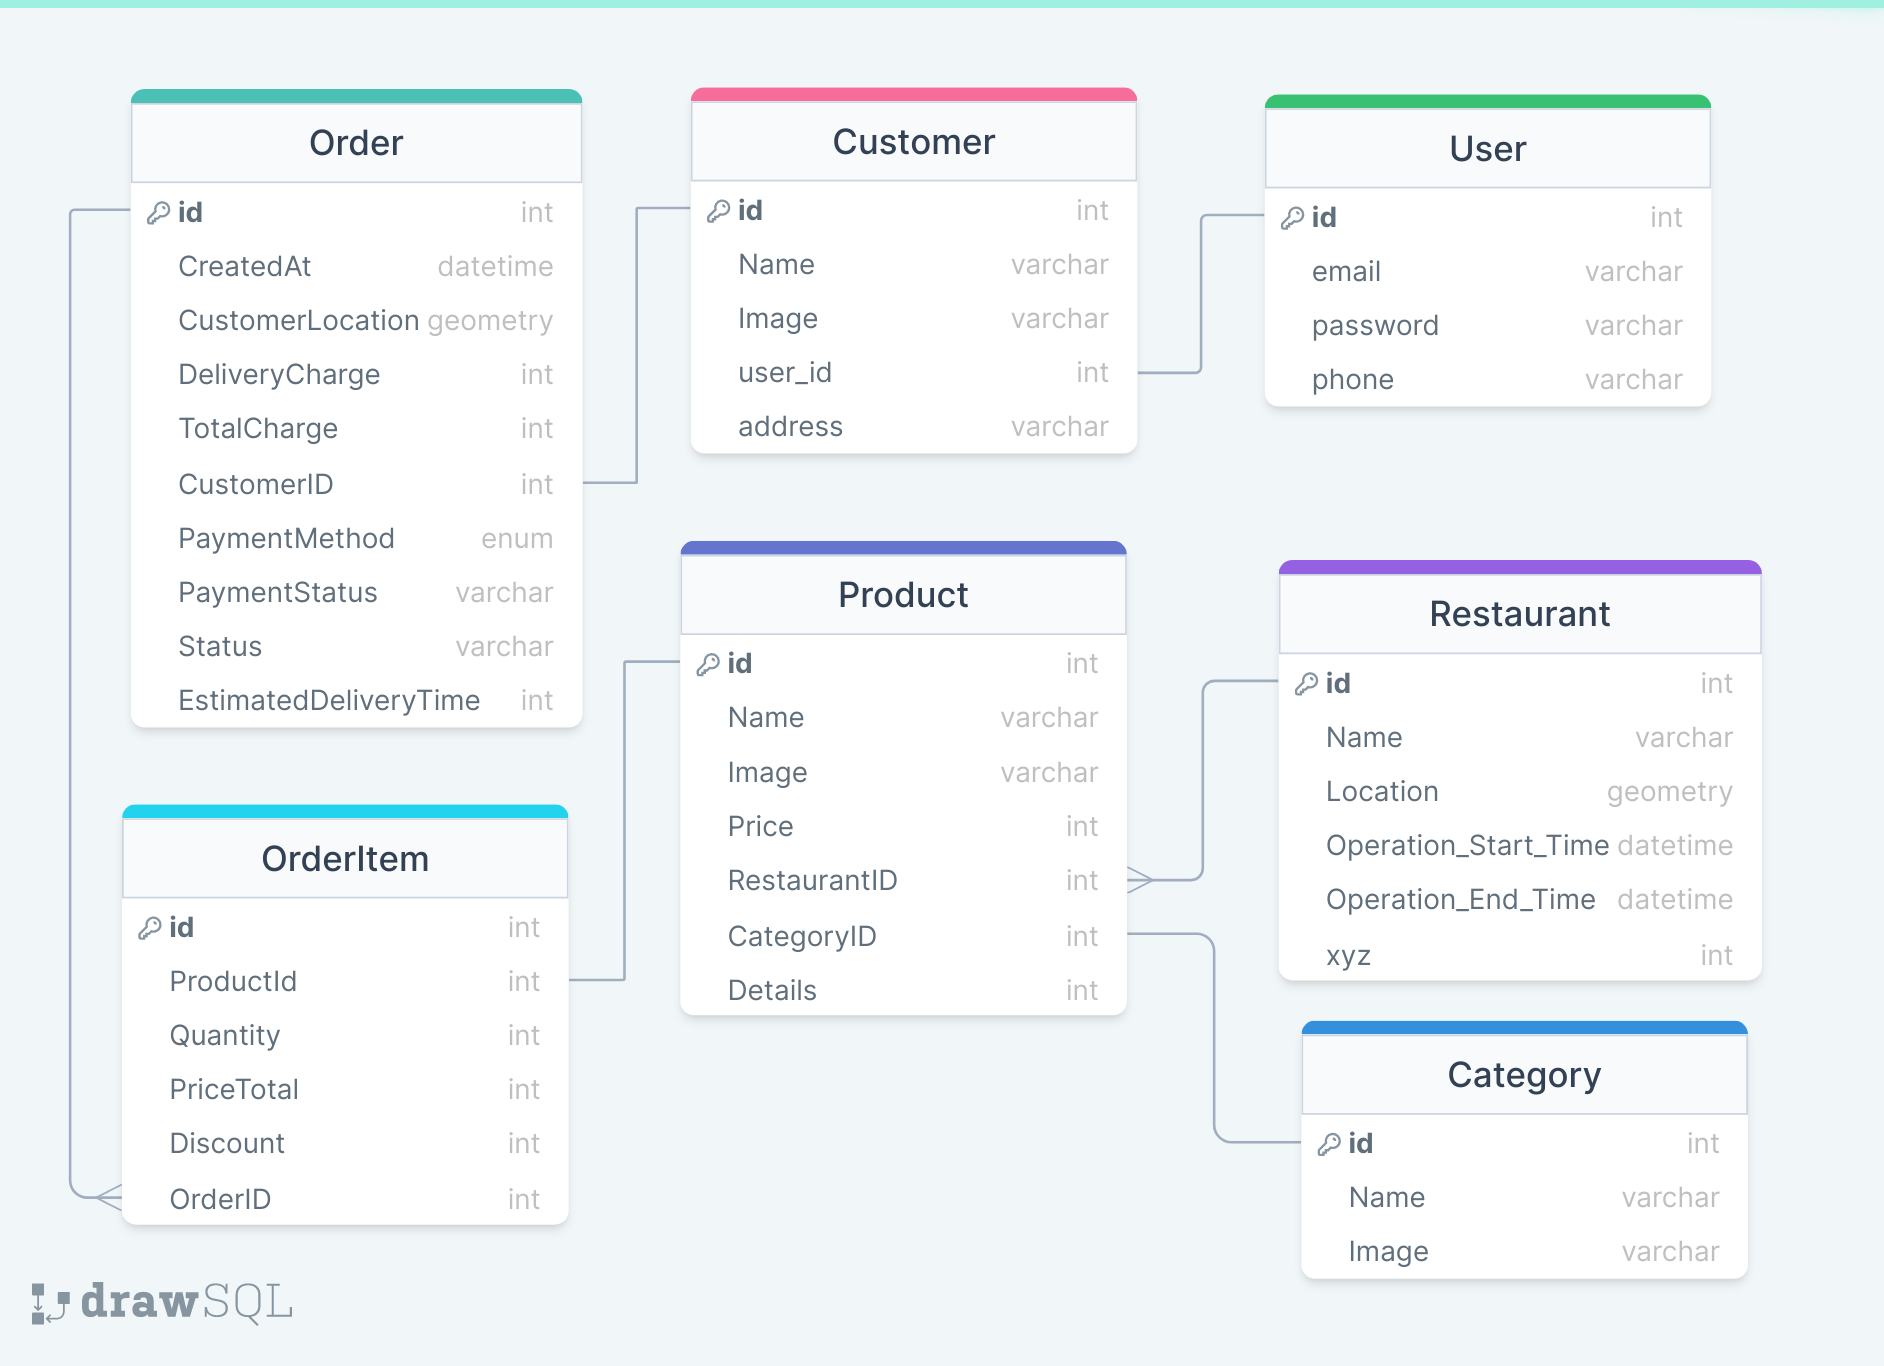 Order
id int
CreatedAt datetime
CustomerLocation geometry
DeliveryCharge int
TotalCharge int
CustomerID int
PaymentMethod enum
PaymentStatus varchar
Status varchar
EstimatedDeliveryTime int
Customer
id int
Name varchar
Image varchar
user_id int
address varchar
User
id int
email varchar
password varchar
phone varchar
Product
id int
Name varchar
Image varchar
Price int
RestaurantID int
CategoryID int
Details int
Restaurant
id int
Name varchar
Location geometry
Operation_Start_Time datetime
Operation_End_Time datetime
xyz int
OrderItem
id int
ProductId int
Quantity int
PriceTotal int
Discount int
OrderID int
Category
id int
Name varchar
Image varchar
drawSQL